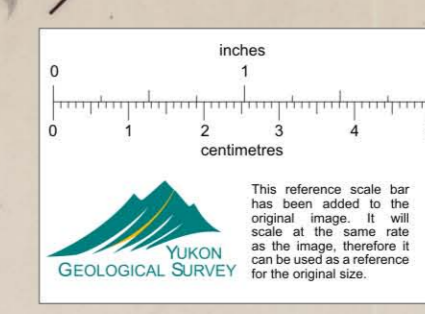 inches
0 1
0 1 2 3 4
centimetres
This reference scale bar
has been added to the
original image. It will
scale at the same rate
as the image, therefore it
can be used as a reference
for the original size.
YUKON
GEOLOGICAL SURVEY